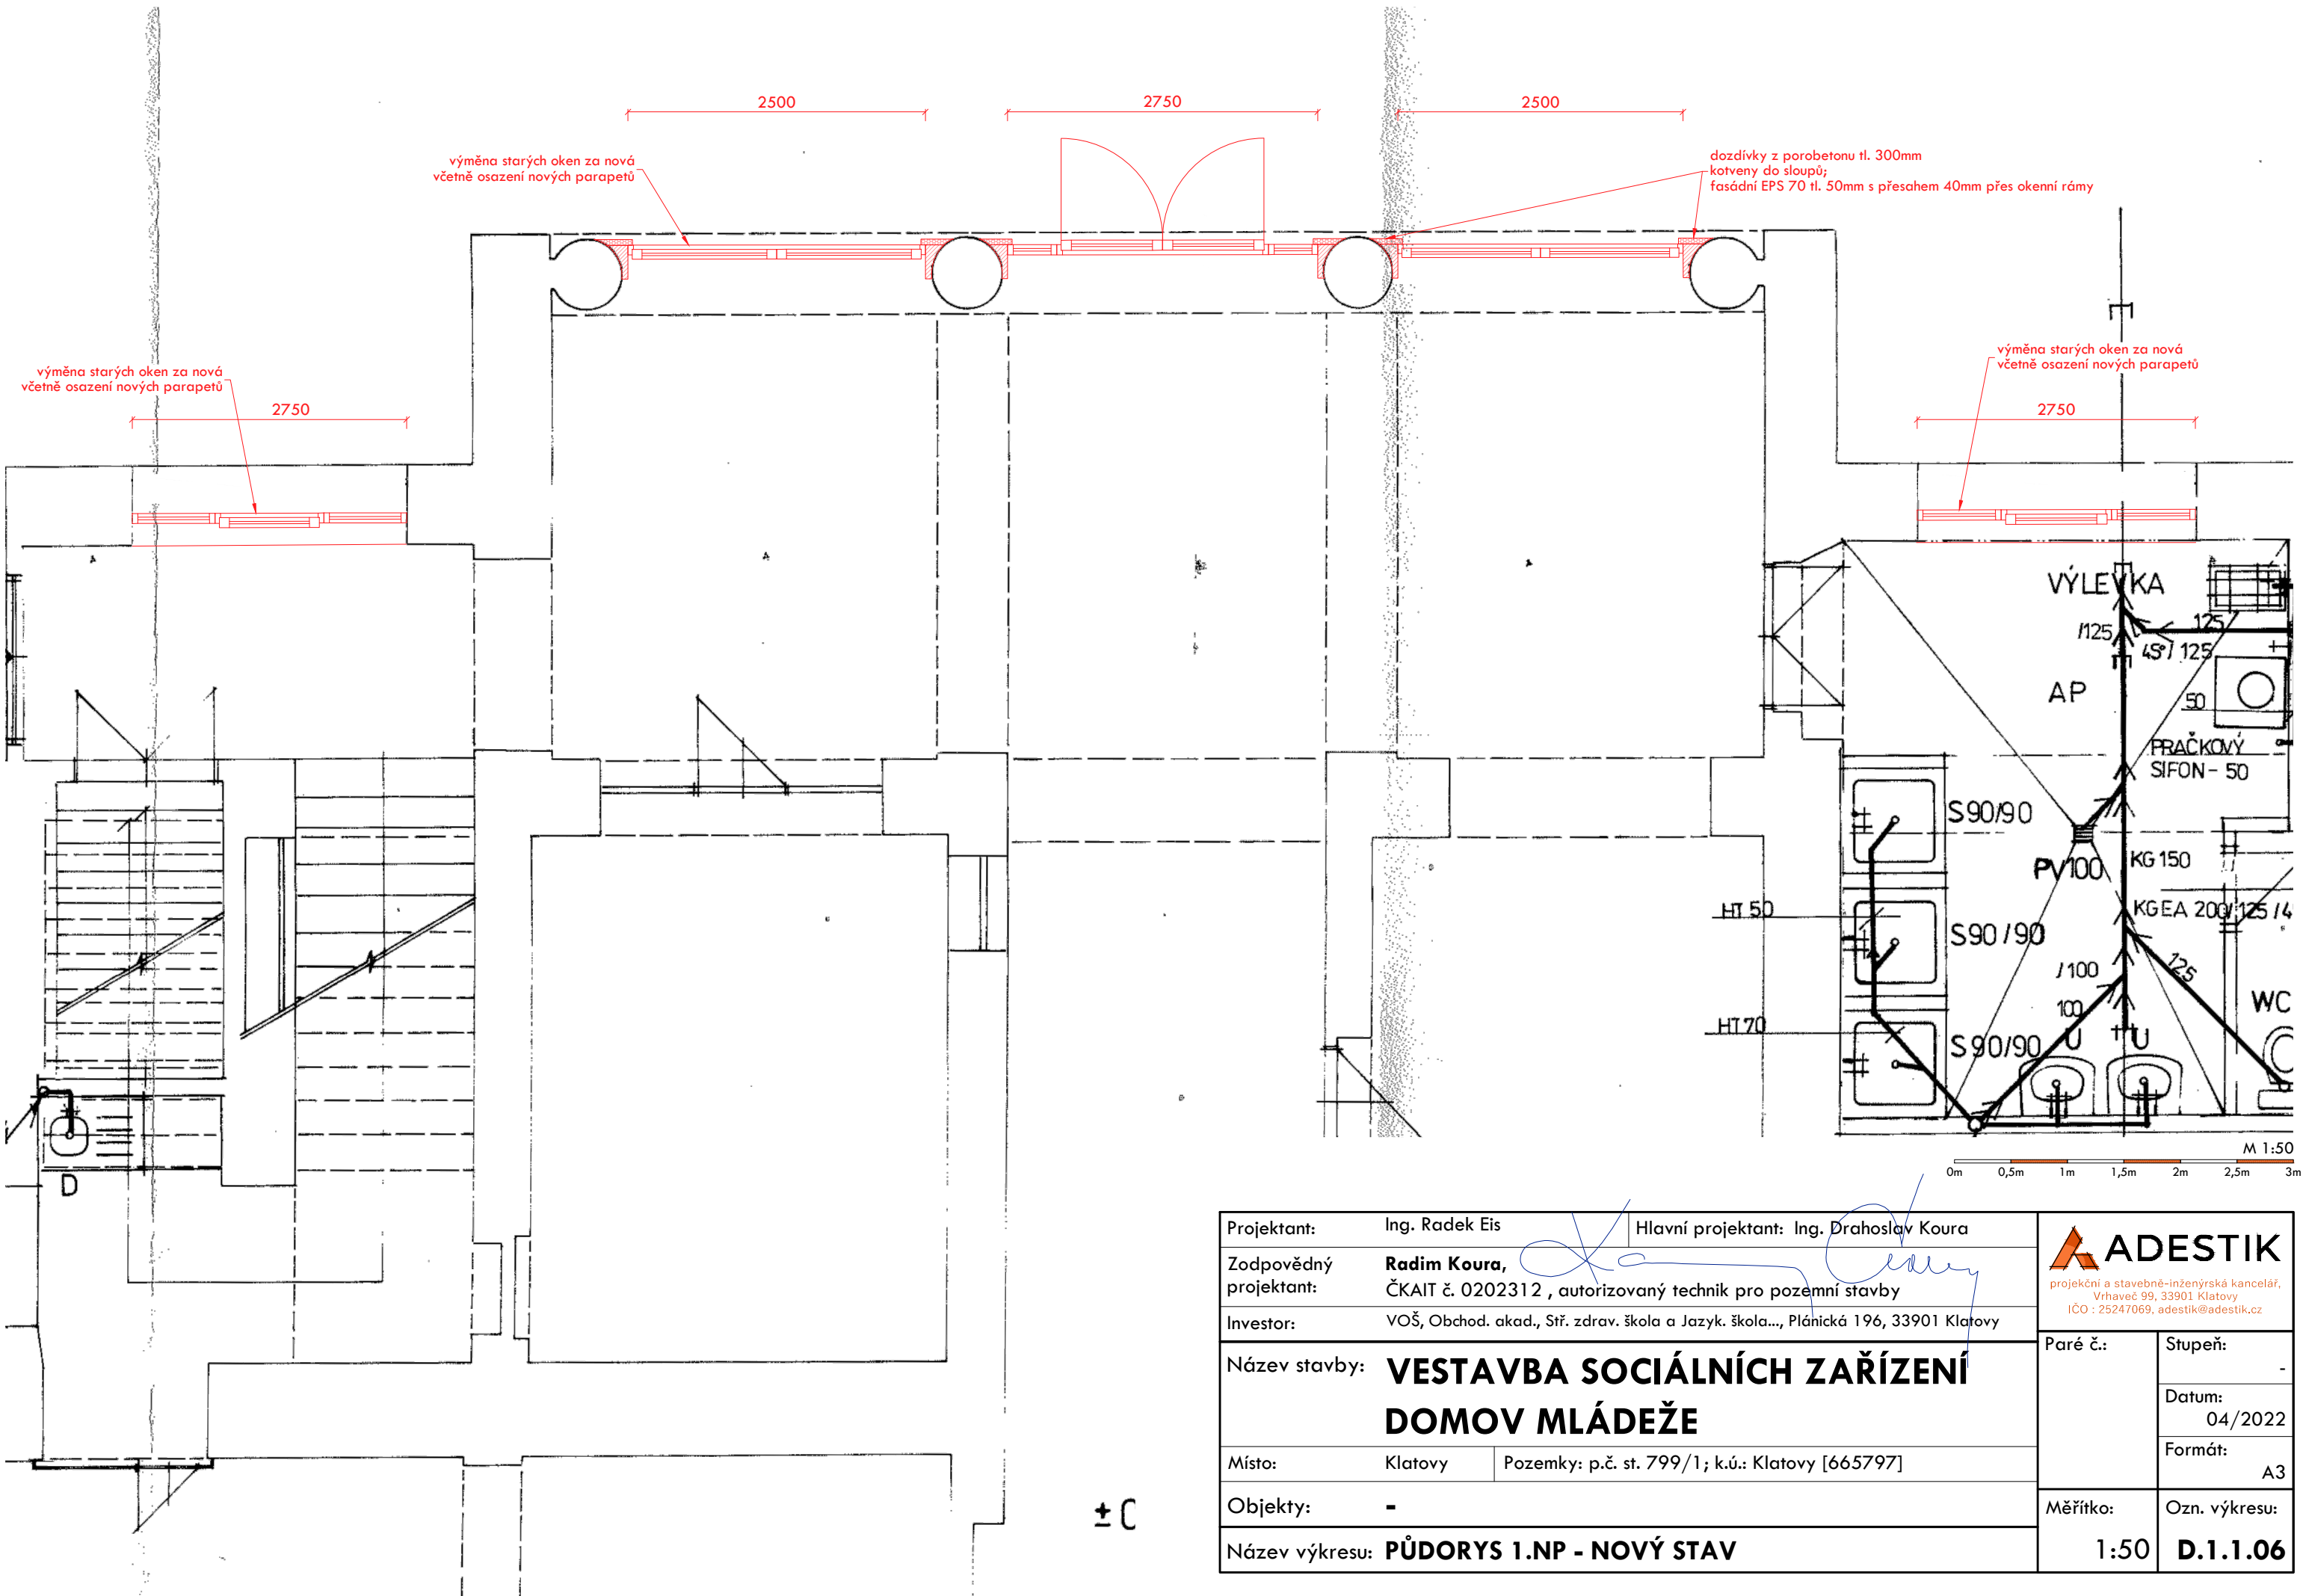 2500
2750
2500
výměna starých oken za nová
včetně osazení nových parapetů
dozdívky z porobetonu tl. 300mm
kotveny do sloupů;
fasádní EPS 70 tl. 50mm s přesahem 40mm přes okenní rámy
výměna starých oken za nová
včetně osazení nových parapetů
2750
výměna starých oken za nová
včetně osazení nových parapetů
2750
VÝLEVKA
125
/125
45°/ 125
AP
50
PRAČKOVÝ
SIFON - 50
S90/90
PV100
KG 150
KGEA 200/125/4
HT 50
S90/90
/100
125
100
WC
HT 70
S90/90
U
U
D
M 1:50
0m 0,5m 1m 1,5m 2m 2,5m 3m
± 
Projektant: Ing. Radek Eis Hlavní projektant: Ing. Drahoslav Koura
Zodpovědný projektant: Radim Koura,
ČKAIT č. 0202312 , autorizovaný technik pro pozemní stavby
Investor: VOŠ, Obchod. akad., Stř. zdrav. škola a Jazyk. škola..., Plánická 196, 33901 Klatovy
ADESTIK
projekční a stavebně-inženýrská kancelář,
Vrhaveč 99, 33901 Klatovy
IČO : 25247069, adestik@adestik.cz
Název stavby: VESTAVBA SOCIÁLNÍCH ZAŘÍZENÍ
DOMOV MLÁDEŽE
Paré č.:
Stupeň:
-
Datum:
04/2022
Formát:
A3
Místo: Klatovy Pozemky: p.č. st. 799/1; k.ú.: Klatovy [665797]
Objekty: -
Název výkresu: PŮDORYS 1.NP - NOVÝ STAV
Měřítko:
1:50
Ozn. výkresu:
D.1.1.06